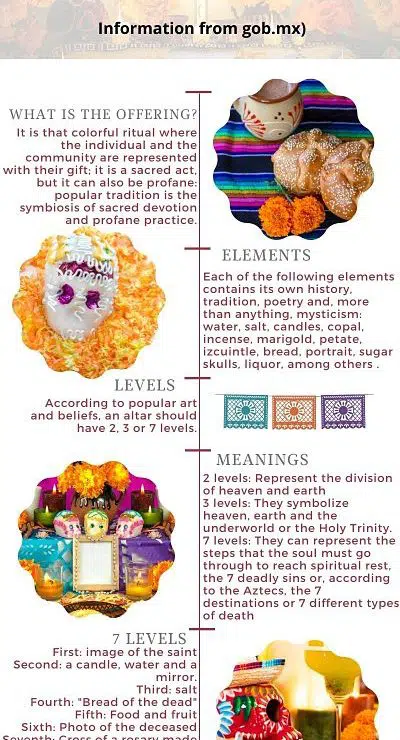 Information from gob.mx)
WHAT IS THE OFFERING?
It is that colorful ritual where
the individual and the
community are represented
with their gift; it is a sacred act,
but it can also be profane:
popular tradition is the
symbiosis of sacred devotion
and profane practice.
ELEMENTS
Each of the following elements
contains its own history,
tradition, poetry and, more
than anything, mysticism:
water, salt, candles, copal,
incense, marigold, petate,
izcuintle, bread, portrait, sugar
skulls, liquor, among others .
LEVELS
According to popular art
and beliefs, an altar should
have 2, 3 or 7 levels.
MEANINGS
2 levels: Represent the division
of heaven and earth
3 levels: They symbolize
heaven, earth and the
underworld or the Holy Trinity.
7 levels: They can represent the
steps that the soul must go
through to reach spiritual rest,
the 7 deadly sins or, according
to the Aztecs, the 7
destinations or 7 different types
of death
7 LEVELS
First: image of the saint
Second: a candle, water and a
mirror.
Third: salt
Fourth: "Bread of the dead"
Fifth: Food and fruit
Sixth: Photo of the deceased
Seventh: Cross of a rosary made